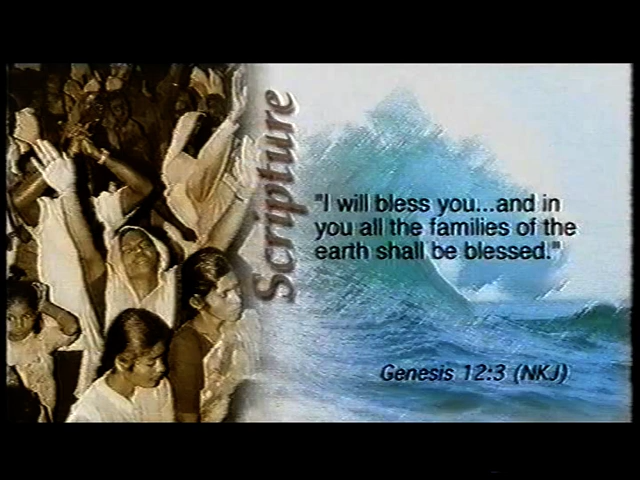 Scripture
"I will bless you...and in
you all the families of the
earth shall be blessed."
Genesis 12:3 (NKJ)